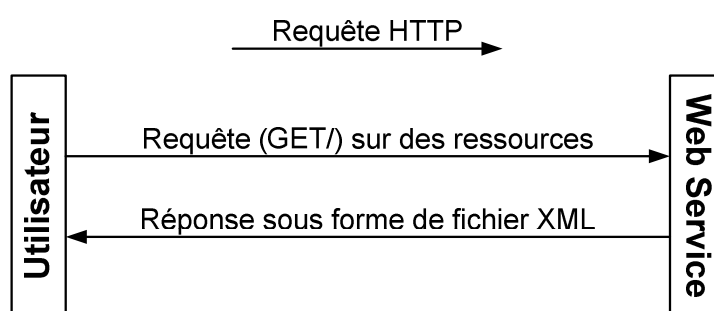 Requête HTTP
Utilisateur
Requête (GET/) sur des ressources
Réponse sous forme de fichier XML
Web Service